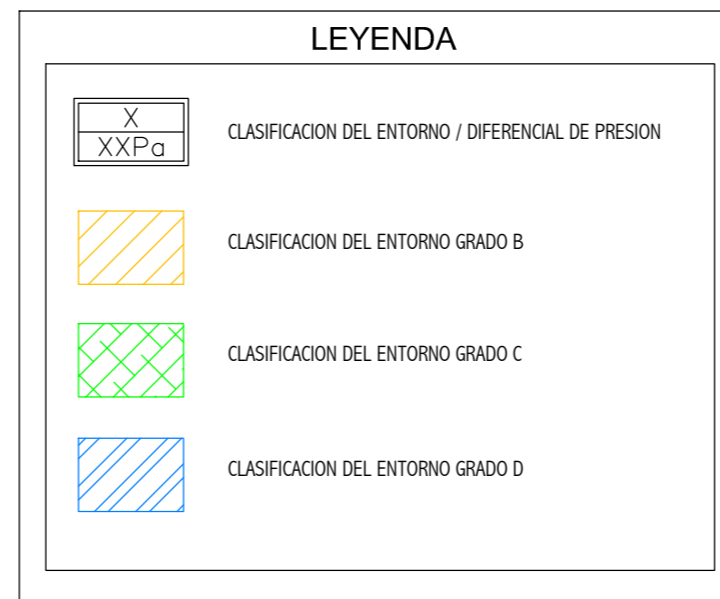 LEYENDA
X
XXPa
CLASIFICACION DEL ENTORNO / DIFERENCIAL DE PRESION
CLASIFICACION DEL ENTORNO GRADO B
CLASIFICACION DEL ENTORNO GRADO C
CLASIFICACION DEL ENTORNO GRADO D